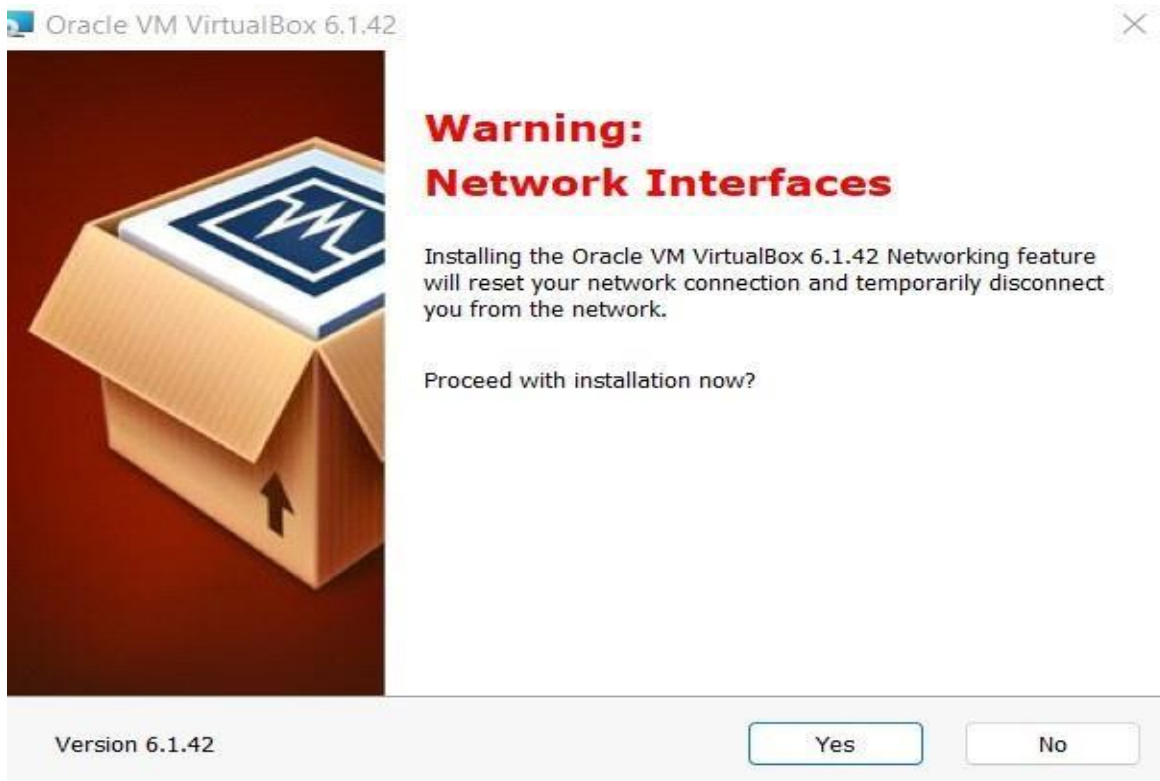 Oracle VM VirtualBox 6.1.42
Warning:
Network Interfaces
Installing the Oracle VM VirtualBox 6.1.42 Networking feature
will reset your network connection and temporarily disconnect
you from the network.
Proceed with installation now?
Version 6.1.42
Yes
No